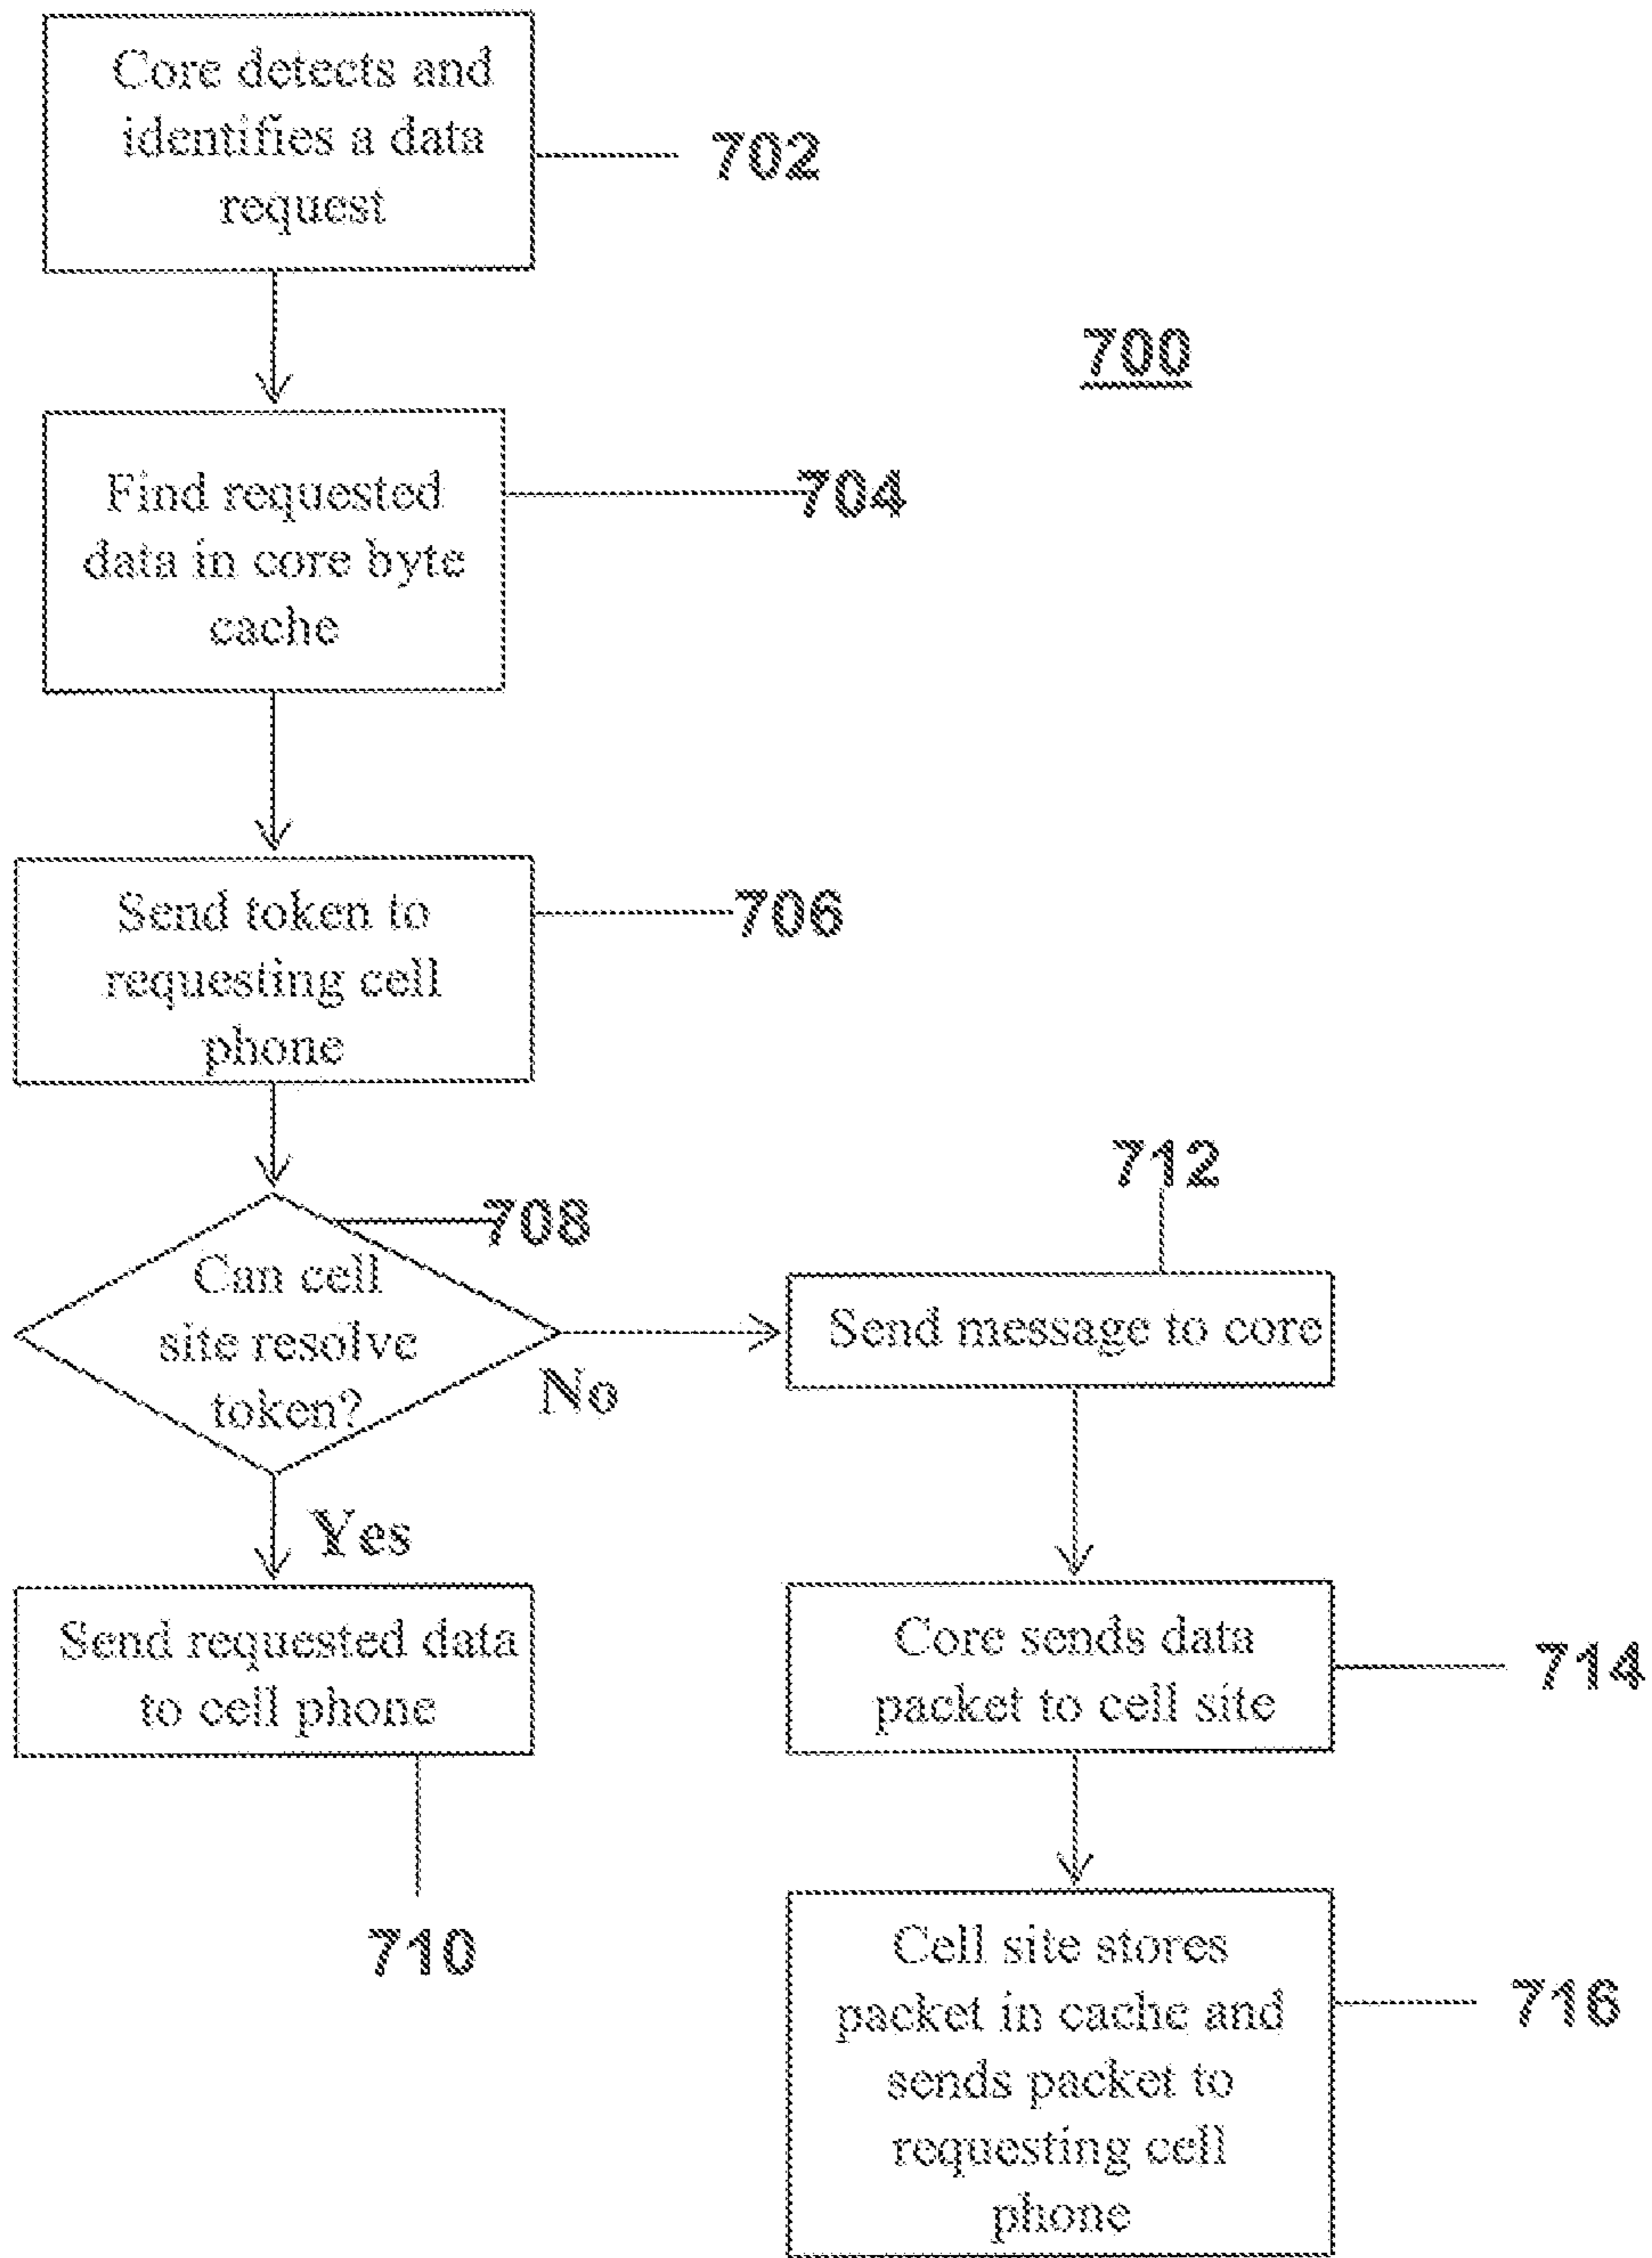 Core detects and
identifies a data
request
702
700
Find requested
data in core byte
cache
704
Send token to
requesting cell
phone
706
708
Can cell
site resolve
token?
No
Yes
712
Send message to core
Send requested data
to cell phone
710
Core sends data
packet to cell site
714
Cell site stores
packet in cache and
sends packet to
requesting cell
phone
716